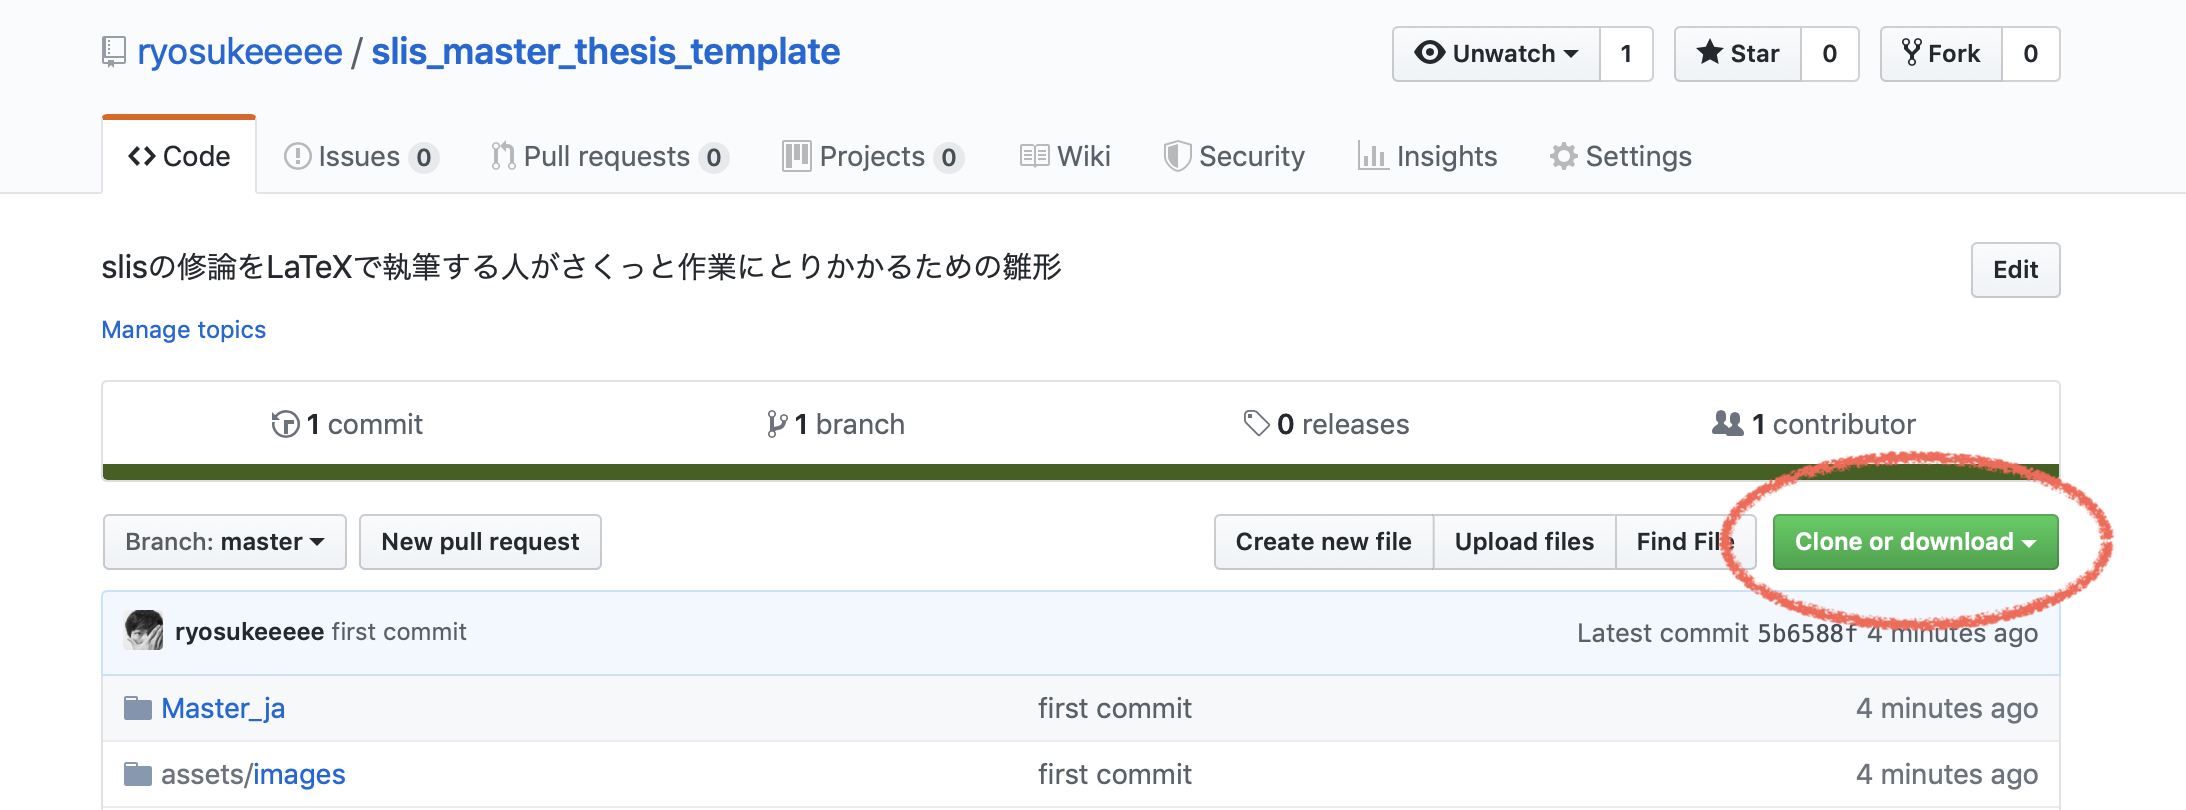 ryosukeeeee / slis_master_thesis_template Unwatch 1 Star 0 Fork 0
Code Issues 0 Pull requests 0 Projects 0 Wiki Security Insights Settings
slisの修論をLaTeXで執筆する人がさくっと作業にとりかかるための雛形 Edit
Manage topics
1 commit 1 branch 0 releases 1 contributor
Branch: master New pull request Create new file Upload files Find File Clone or download
ryosukeeeee first commit Latest commit 5b6588f 4 minutes ago
Master_ja first commit 4 minutes ago
assets/images first commit 4 minutes ago